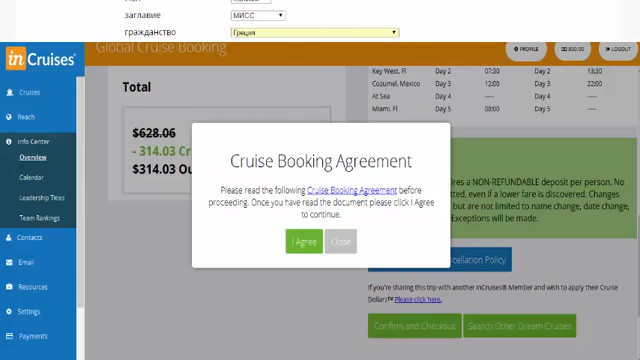 заглавие
МИСС
гражданство
Греция
inCruises®
Global Cruise Booking
PROFILE
LOGOUT
Cruises
Reach
Info Center
Overview
Calendar
Leadership Titles
Team Rankings
Contacts
Email
Resources
Settings
Payments
Total
$628.06
- 314.03 Cr
$314.03 Ou
Key West, Fl Day 2 07:30 Day 2 13:30
Cozumel, Mexico Day 3 12:00 Day 3 22:00
At Sea Day 4 ---- Day 4 ----
Miami, Fl Day 5 08:00 Day 5 ----
ires a NON-REFUNDABLE deposit per person. No
tted, even if a lower fare is discovered. Changes
but are not limited to name change, date change,
Exceptions will be made.
Cruise Booking Agreement
Please read the following Cruise Booking Agreement before
proceeding. Once you have read the document please click I Agree
to continue.
I Agree
Close
ncellation Policy
If you're sharing this trip with another inCruises® Member and wish to apply their Cruise
Dollars™ Please click here.
Confirm and Checkout
Search Other Dream Cruises